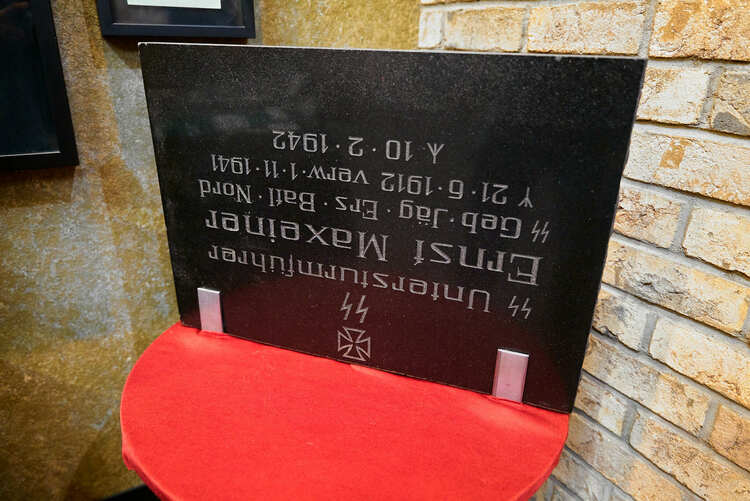 ᛋᛋ
ᛋᛋ Untersturmführer
Ernst Maxeiner
ᛋᛋ Geb·Jäg·Ers·Batl·Nord
ᛉ 21·6·1912 verw·1·11·1941
ᛣ 10·2·1942